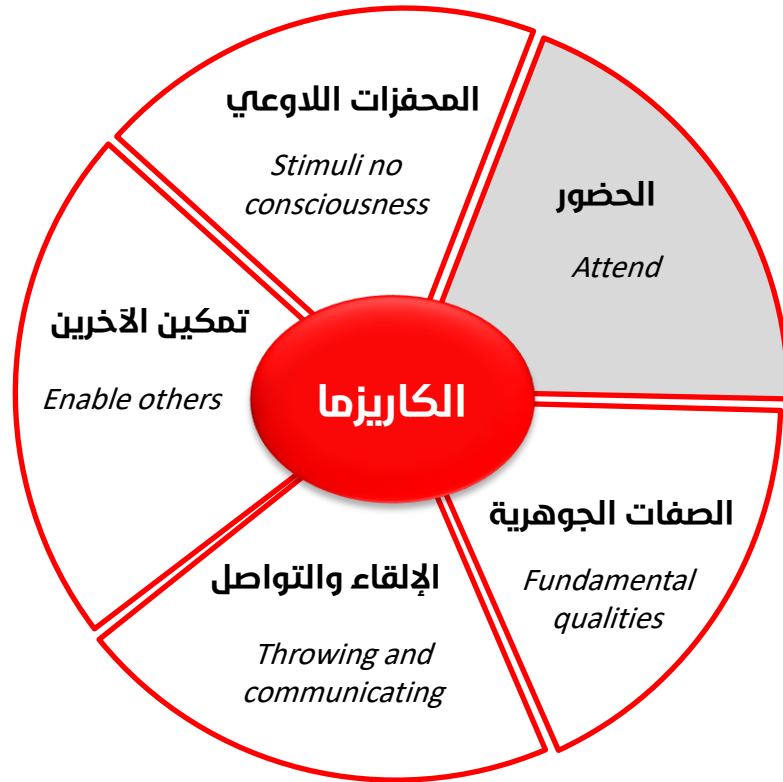 المحفزات اللاوعي
Stimuli no
consciousness
الحضور
Attend
تمكين الآخرين
Enable others
الكاريزما
الصفات الجوهرية
Fundamental
qualities
الإلقاء والتواصل
Throwing and
communicating